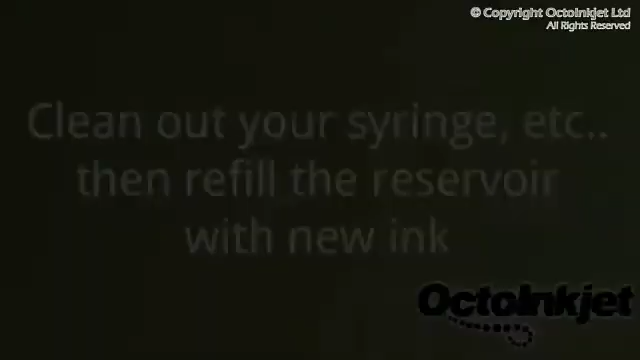 © Copyright OctoInkjet Ltd
All Rights Reserved
Clean out your syringe, etc..
then refill the reservoir
with new ink
OctoInkjet